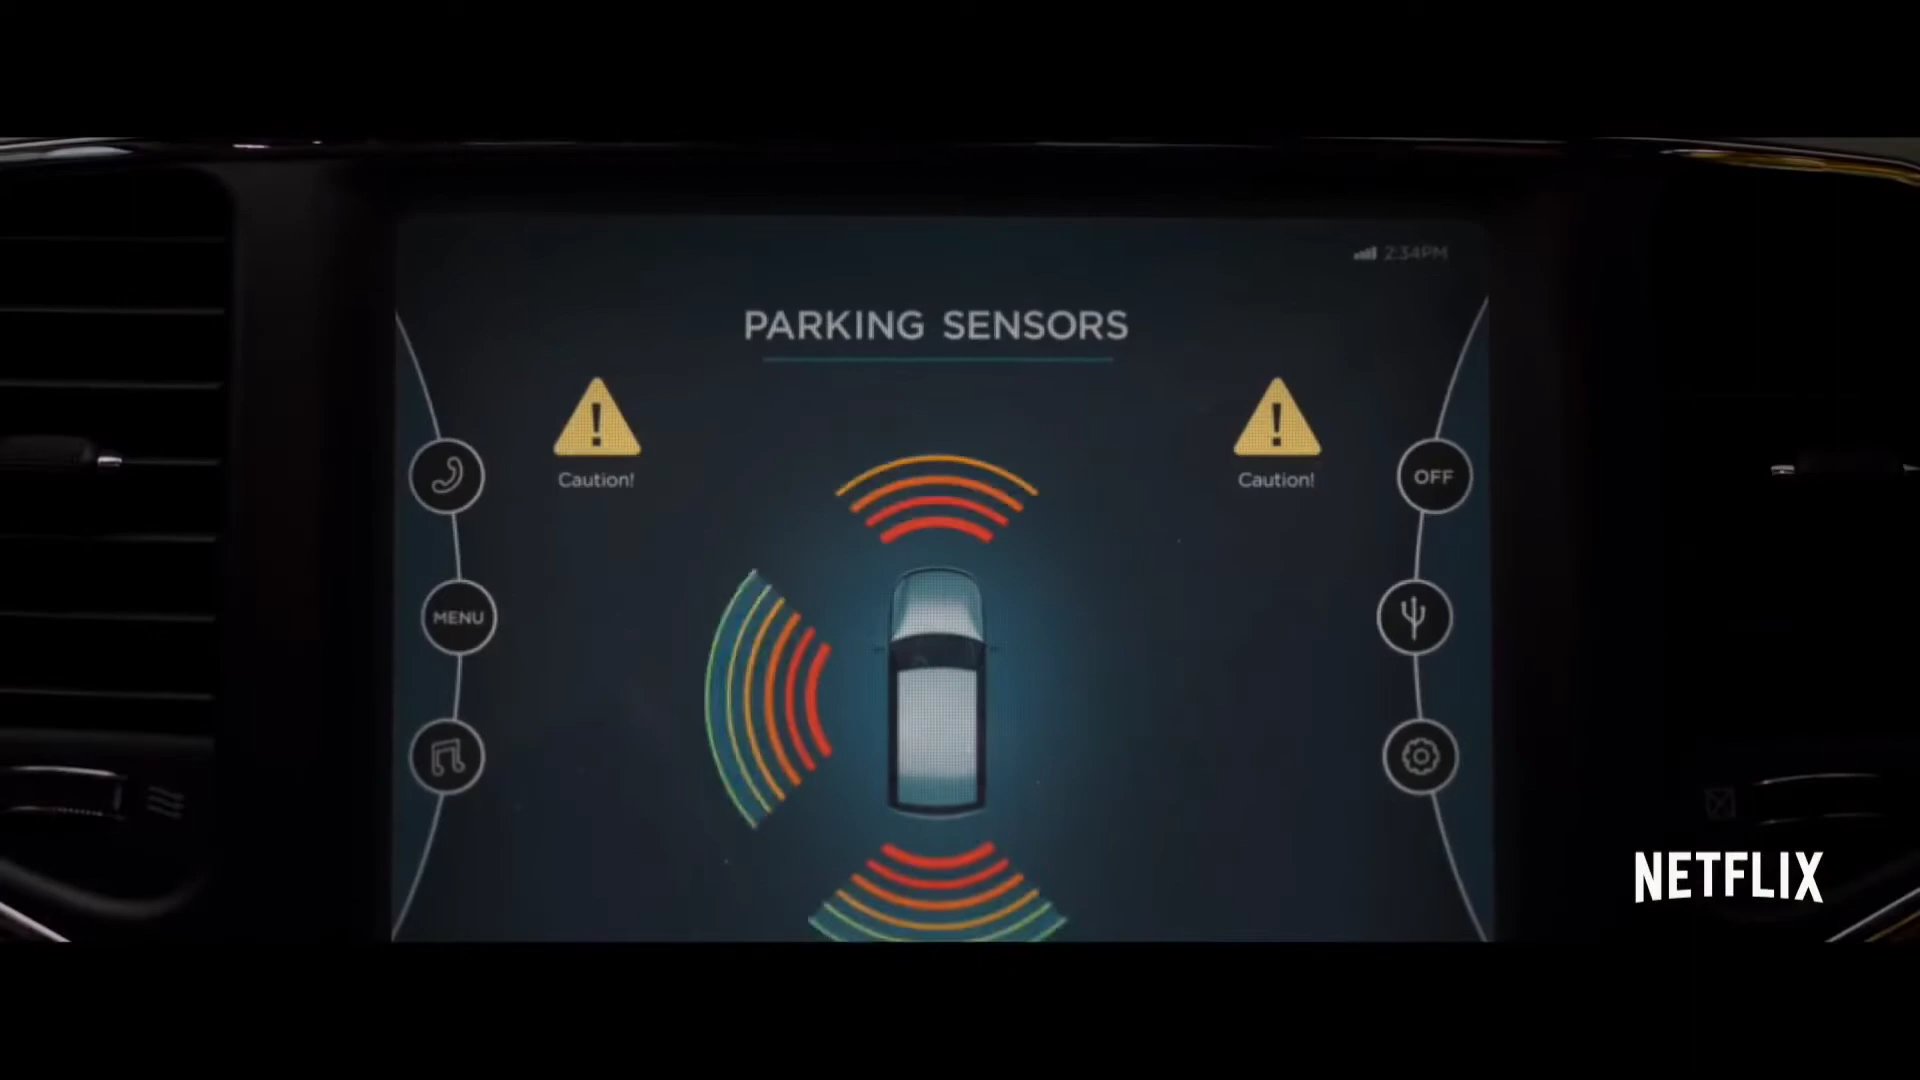 2:34PM
PARKING SENSORS
Caution!
Caution!
OFF
MENU
NETFLIX